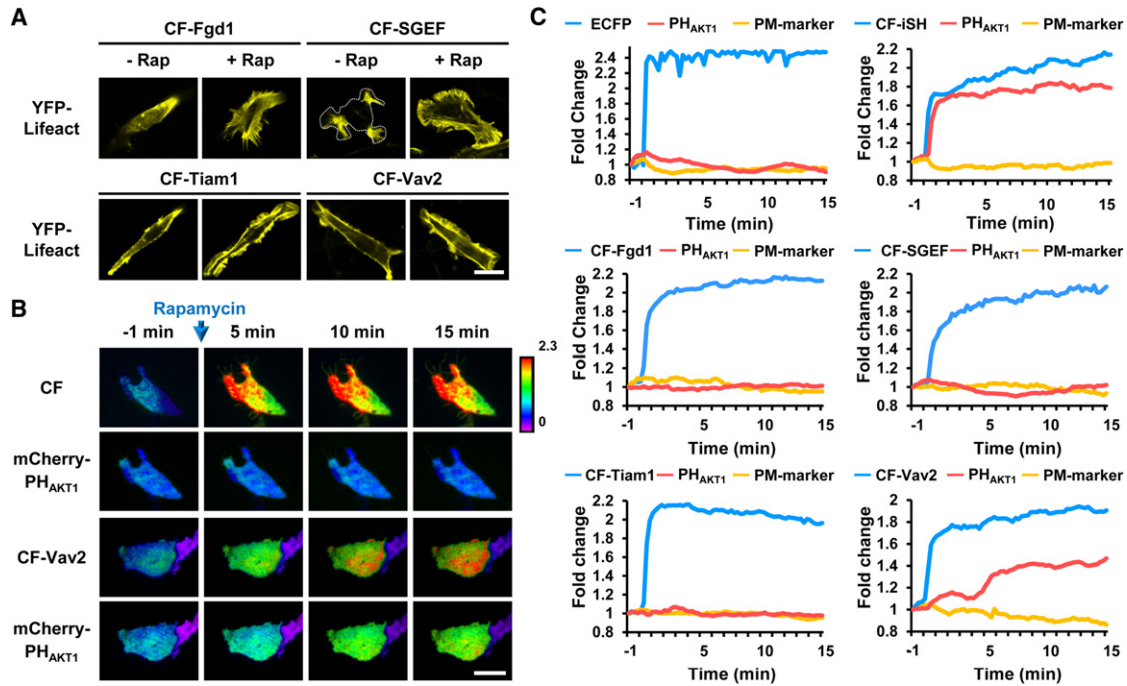 A
CF-Fgd1 CF-SGEF
- Rap + Rap - Rap + Rap
YFP-
Lifeact
CF-Tiam1 CF-Vav2
YFP-
Lifeact
B
Rapamycin
-1 min 5 min 10 min 15 min
CF
mCherry-
PHAKT1
CF-Vav2
mCherry-
PHAKT1
2.3
0
C
ECFP PHAKT1 PM-marker
Fold Change
2.4
2.2
2
1.8
1.6
1.4
1.2
1
0.8
-1 5 10 15
Time (min)
CF-iSH PHAKT1 PM-marker
Fold Change
2.2
2
1.8
1.6
1.4
1.2
1
0.8
-1 5 10 15
Time (min)
CF-Fgd1 PHAKT1 PM-marker
Fold Change
2.2
2
1.8
1.6
1.4
1.2
1
0.8
-1 5 10 15
Time (min)
CF-SGEF PHAKT1 PM-marker
Fold Change
2.2
2
1.8
1.6
1.4
1.2
1
0.8
-1 5 10 15
Time (min)
CF-Tiam1 PHAKT1 PM-marker
Fold change
2.2
2
1.8
1.6
1.4
1.2
1
0.8
-1 5 10 15
Time (min)
CF-Vav2 PHAKT1 PM-marker
Fold change
2.2
2
1.8
1.6
1.4
1.2
1
0.8
-1 5 10 15
Time (min)